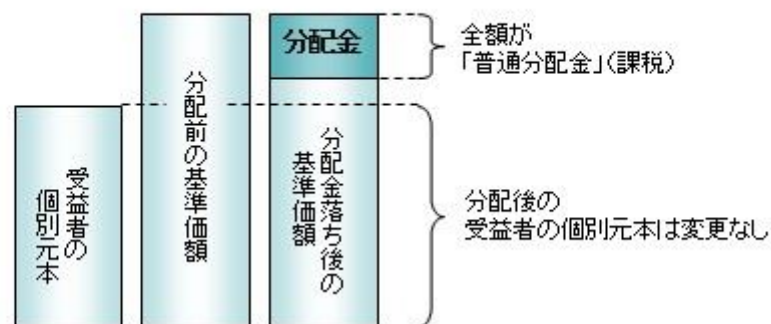 受益者の
個別元本
分配前の基準価額
分配金
分配金落ち後の
基準価額
全額が
「普通分配金」(課税)
分配後の
受益者の個別元本は変更なし